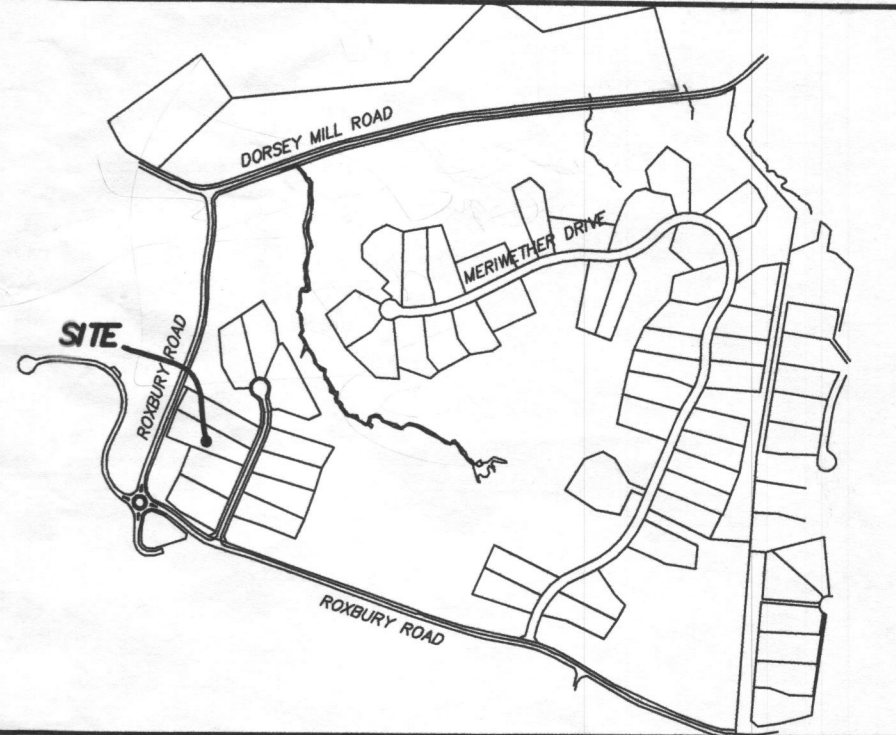 DORSEY MILL ROAD
MERIWETHER DRIVE
SITE
ROXBURY ROAD
ROXBURY ROAD